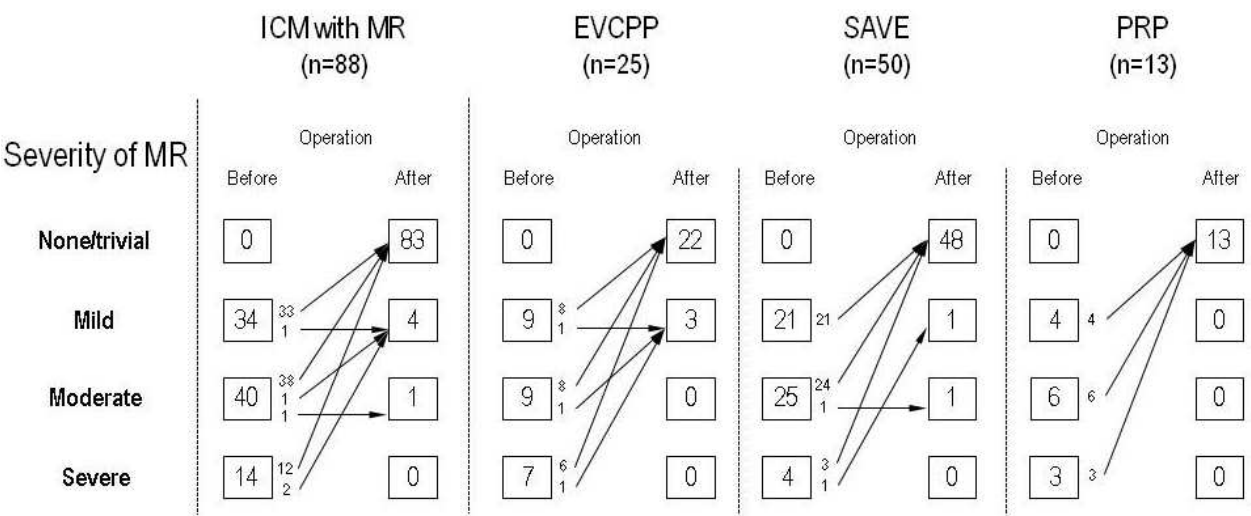 ICM with MR EVCPP SAVE PRP
(n=88) (n=25) (n=50) (n=13)
Severity of MR
Operation Operation Operation Operation
Before After Before After Before After Before After
None/trivial 0 83 0 22 0 48 0 13
Mild 34 33 1 4 9 8 1 3 21 21 1 4 4 0
Moderate 40 38 1 1 1 9 8 1 0 25 24 1 1 6 6 0
Severe 14 12 2 0 7 6 1 0 4 3 1 0 3 3 0